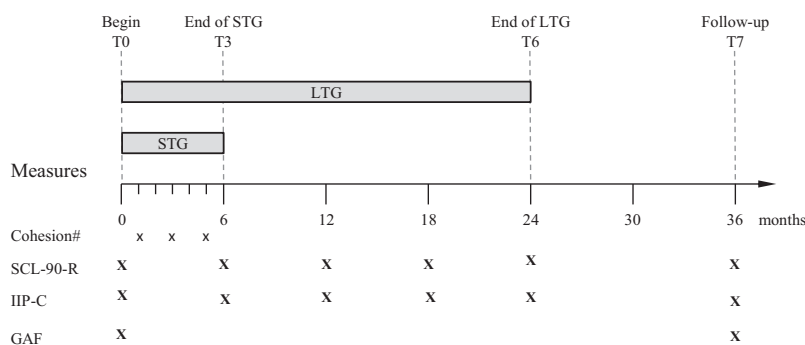 Begin End of STG End of LTG Follow-up
T0 T3 T6 T7
LTG
STG
Measures
0 6 12 18 24 30 36 months
Cohesion# x x x
SCL-90-R X X X X X X
IIP-C X X X X X X
GAF X X